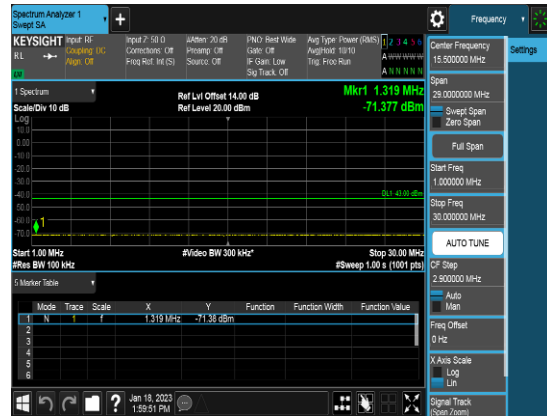 Spectrum Analyzer 1
Swept SA
+
Frequency
KEYSIGHT
Input: RF
Input Z: 50 Ω
#Atten: 20 dB
PNO: Best Wide
Avg Type: Power (RMS)
1 2 3 4 5 6
RL
Coupling: DC
Corrections: Off
Preamp: Off
Gate: Off
Avg|Hold: 10/10
A W W W W W
Align: Off
Freq Ref: Int (S)
Source: Off
IF Gain: Low
Trig: Free Run
Sig Track: Off
A N N N N N
Center Frequency
15.500000 MHz
Settings
1 Spectrum
Ref Lvl Offset 14.00 dB
Mkr1 1.319 MHz
Scale/Div 10 dB
Ref Level 20.00 dBm
-71.377 dBm
Log
10.0
0.00
-10.0
-20.0
-30.0
-40.0
DL1 -43.00 dBm
-50.0
-60.0
1
-70.0
Start 1.00 MHz
#Video BW 300 kHz*
Stop 30.00 MHz
#Res BW 100 kHz
#Sweep 1.00 s (1001 pts)
Span
29.0000000 MHz
Swept Span
Zero Span
Full Span
Start Freq
1.000000 MHz
Stop Freq
30.000000 MHz
AUTO TUNE
CF Step
2.900000 MHz
Auto
Man
Freq Offset
0 Hz
X Axis Scale
Log
Lin
Signal Track
(Span Zoom)
5 Marker Table
Mode Trace Scale X Y Function Function Width Function Value
1 N 1 f 1.319 MHz -71.38 dBm
2
3
4
5
6
?
Jan 18, 2023
1:59:51 PM